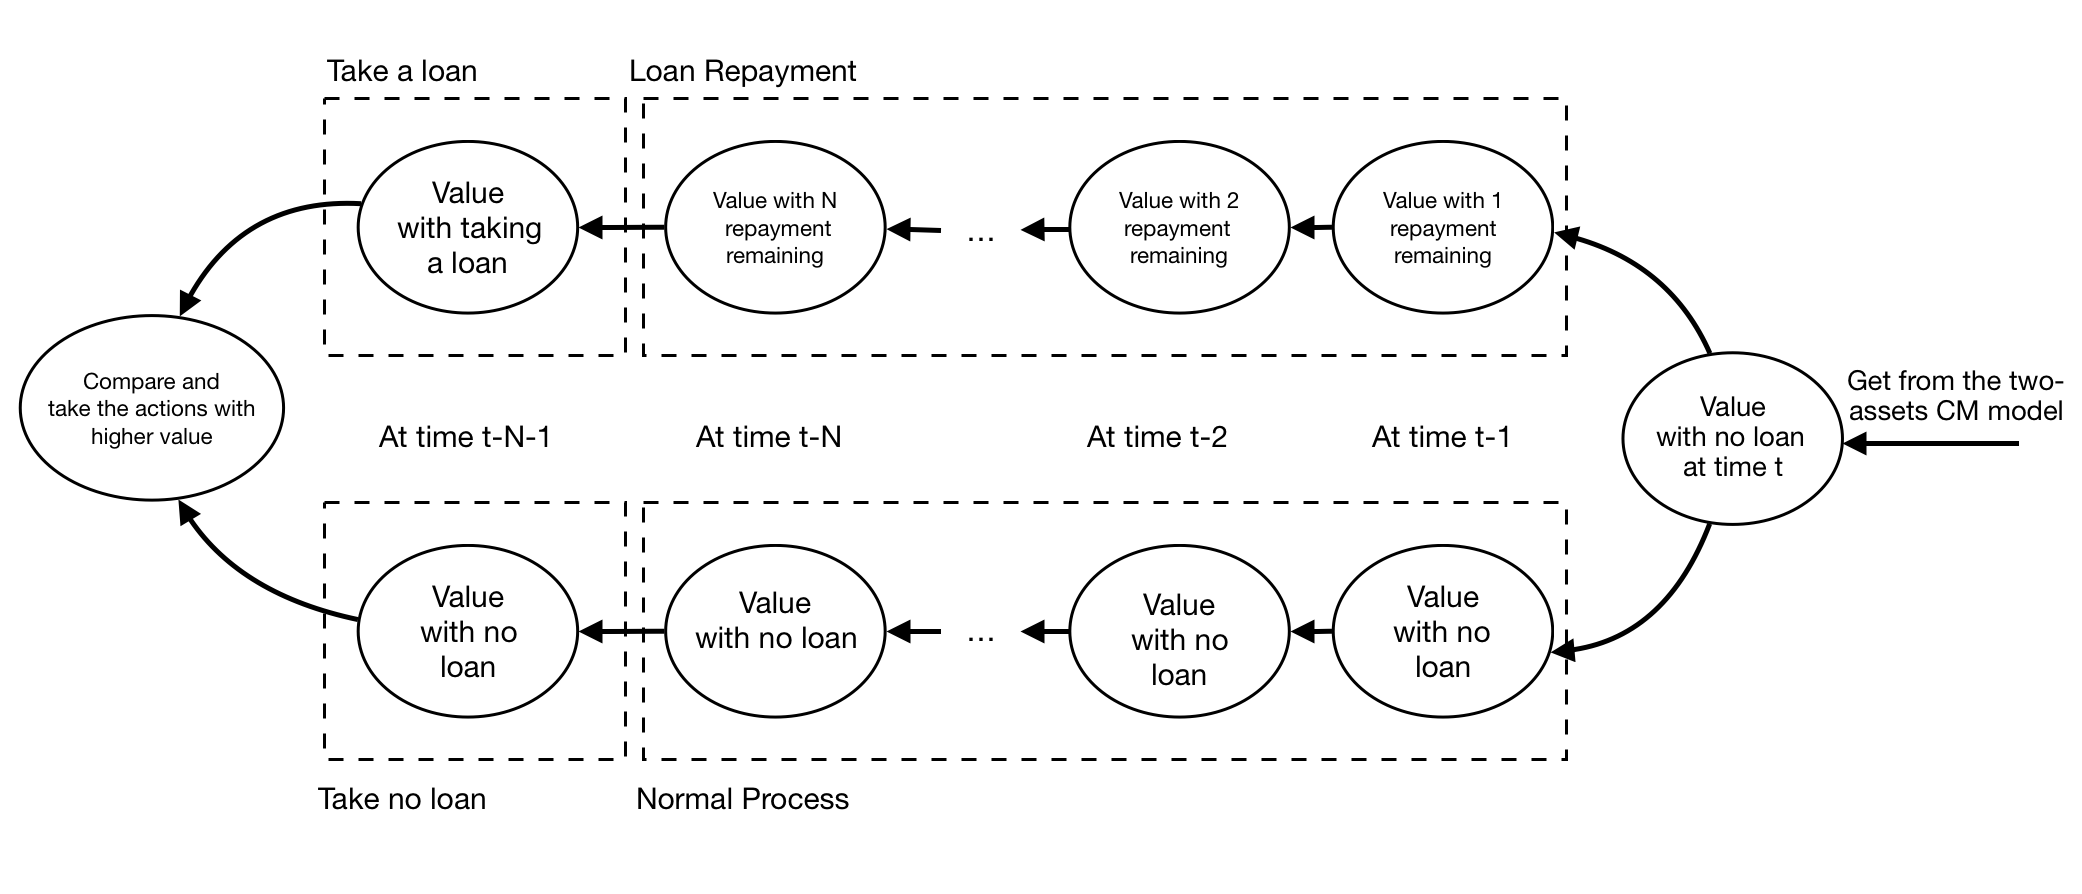 Take a loan
Loan Repayment
Value
with taking
a loan
Value with N
repayment
remaining
...
Value with 2
repayment
remaining
Value with 1
repayment
remaining
Compare and
take the actions with
higher value
At time t-N-1
At time t-N
At time t-2
At time t-1
Value
with no loan
at time t
Get from the two-
assets CM model
Value
with no
loan
Value
with no loan
...
Value
with no
loan
Value
with no
loan
Take no loan
Normal Process